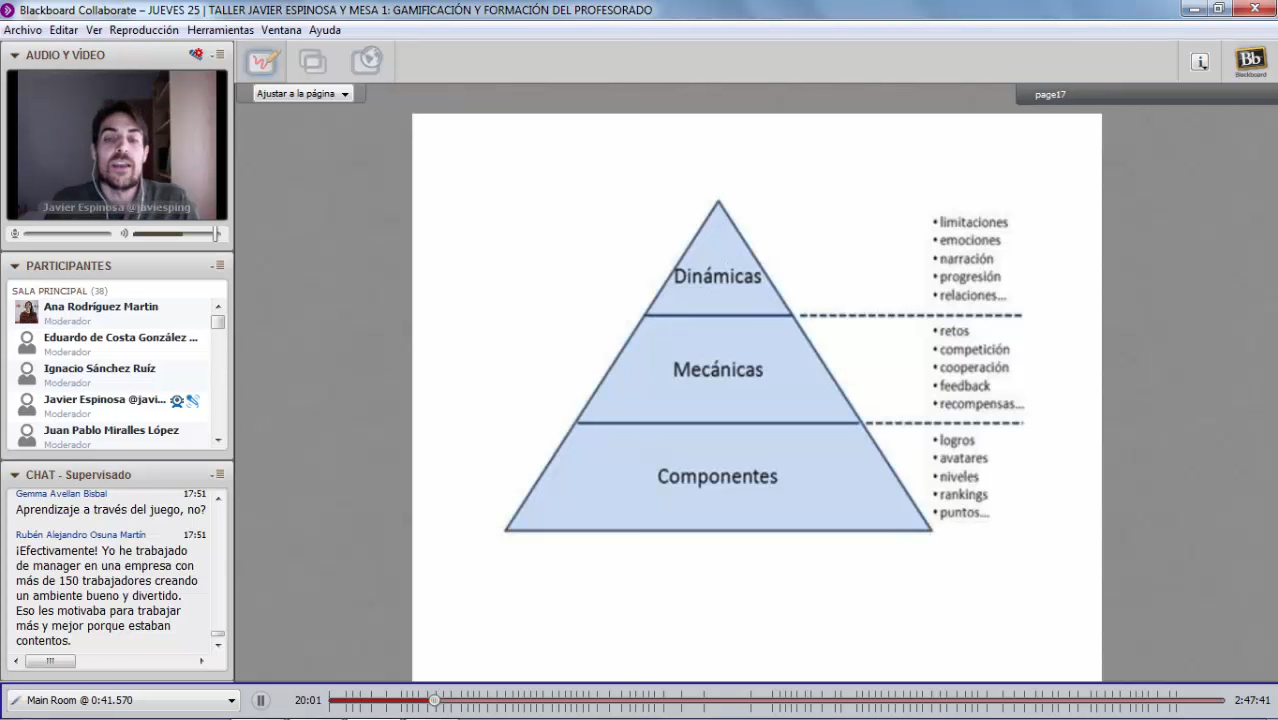 Blackboard Collaborate – JUEVES 25 | TALLER JAVIER ESPINOSA Y MESA 1: GAMIFICACIÓN Y FORMACIÓN DEL PROFESORADO
Archivo Editar Ver Reproducción Herramientas Ventana Ayuda
AUDIO Y VÌDEO
Javier Espinosa @javiesping
Ajustar a la página
page17
Bb
Blackboard
PARTICIPANTES
SALA PRINCIPAL (38)
Ana Rodríguez Martin
Moderador
Eduardo de Costa González ...
Moderador
Ignacio Sánchez Ruíz
Moderador
Javier Espinosa @javi...
Moderador
Juan Pablo Miralles López
Moderador
CHAT - Supervisado
Gemma Avellan Bisbal 17:51
Aprendizaje a través del juego, no?
Rubén Alejandro Osuna Martín 17:51
¡Efectivamente! Yo he trabajado
de manager en una empresa con
más de 150 trabajadores creando
un ambiente bueno y divertido.
Eso les motivaba para trabajar
más y mejor porque estaban
contentos.
Dinámicas
• limitaciones
• emociones
• narración
• progresión
• relaciones...
Mecánicas
• retos
• competición
• cooperación
• feedback
• recompensas...
Componentes
• logros
• avatares
• niveles
• rankings
• puntos...
Main Room @ 0:41.570
20:01
2:47:41